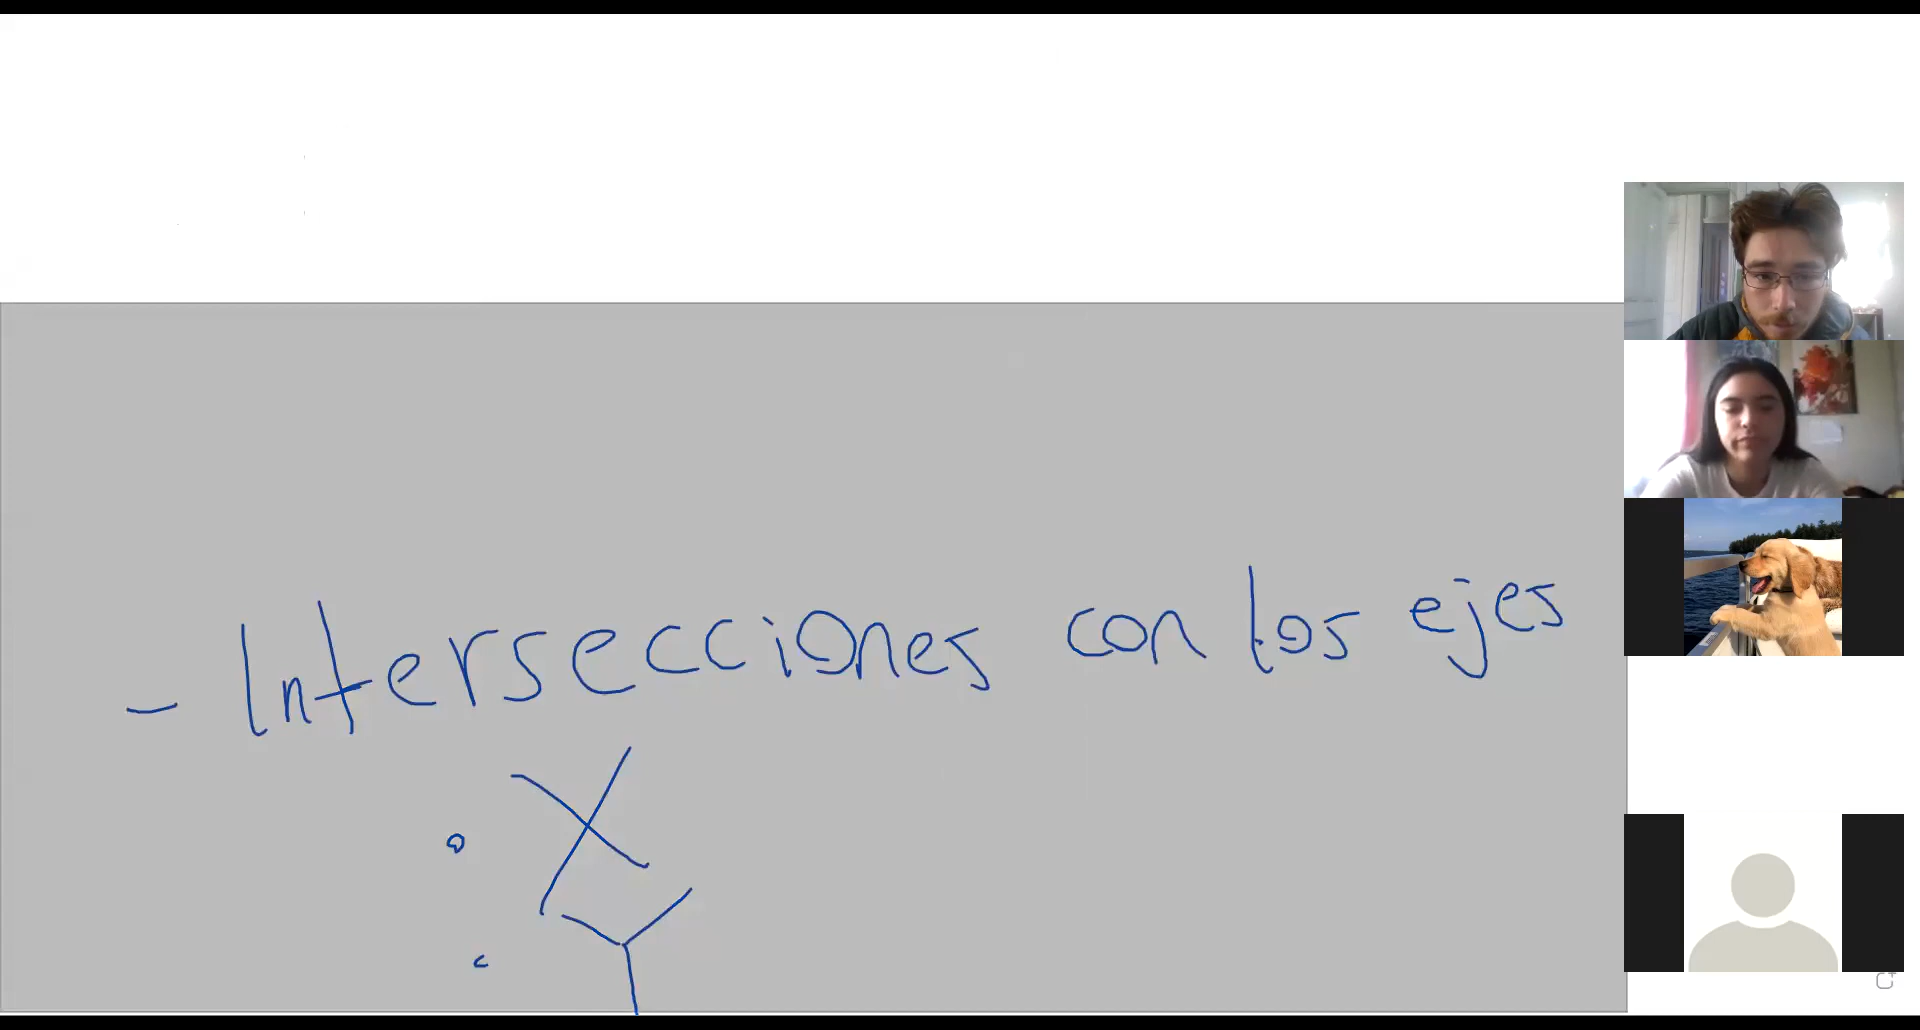 - Intersecciones con los ejes
• X
• Y